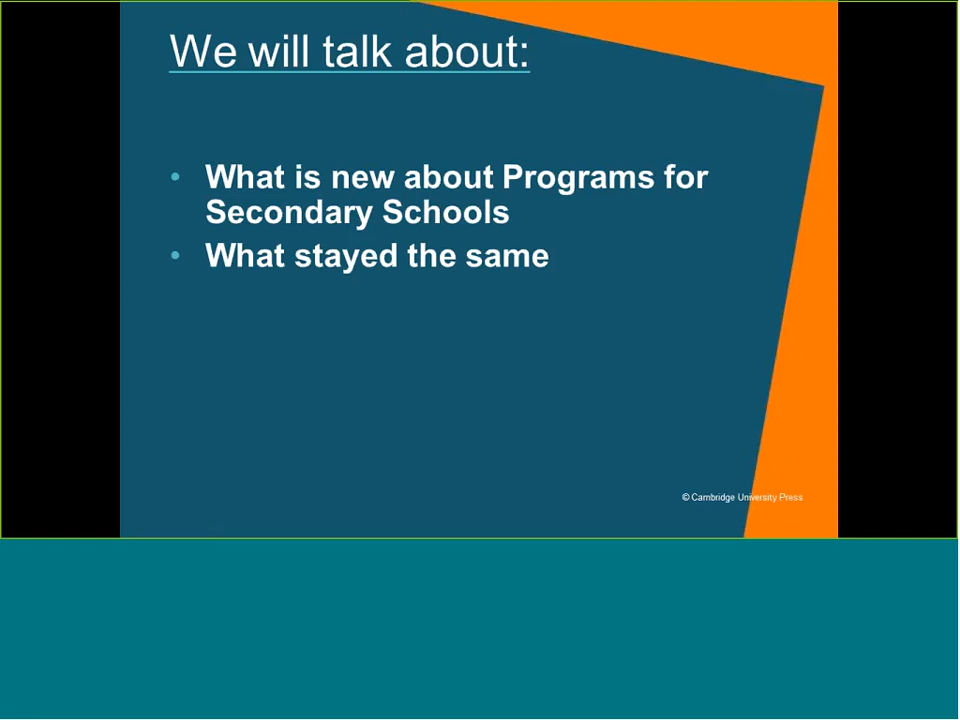 We will talk about:
• What is new about Programs for
Secondary Schools
• What stayed the same
© Cambridge University Press